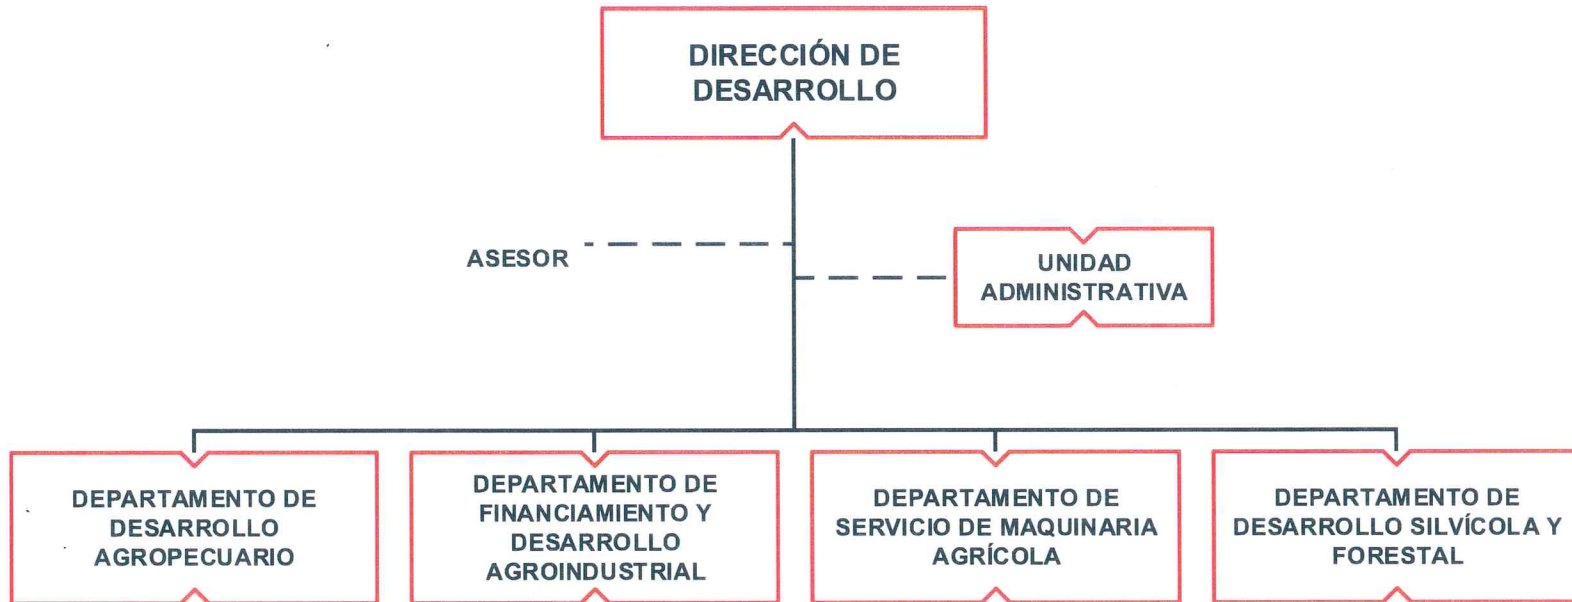 DIRECCIÓN DE
DESARROLLO
ASESOR
UNIDAD
ADMINISTRATIVA
DEPARTAMENTO DE
DESARROLLO
AGROPECUARIO
DEPARTAMENTO DE
FINANCIAMIENTO Y
DESARROLLO
AGROINDUSTRIAL
DEPARTAMENTO DE
SERVICIO DE MAQUINARIA
AGRÍCOLA
DEPARTAMENTO DE
DESARROLLO SILVÍCOLA Y
FORESTAL